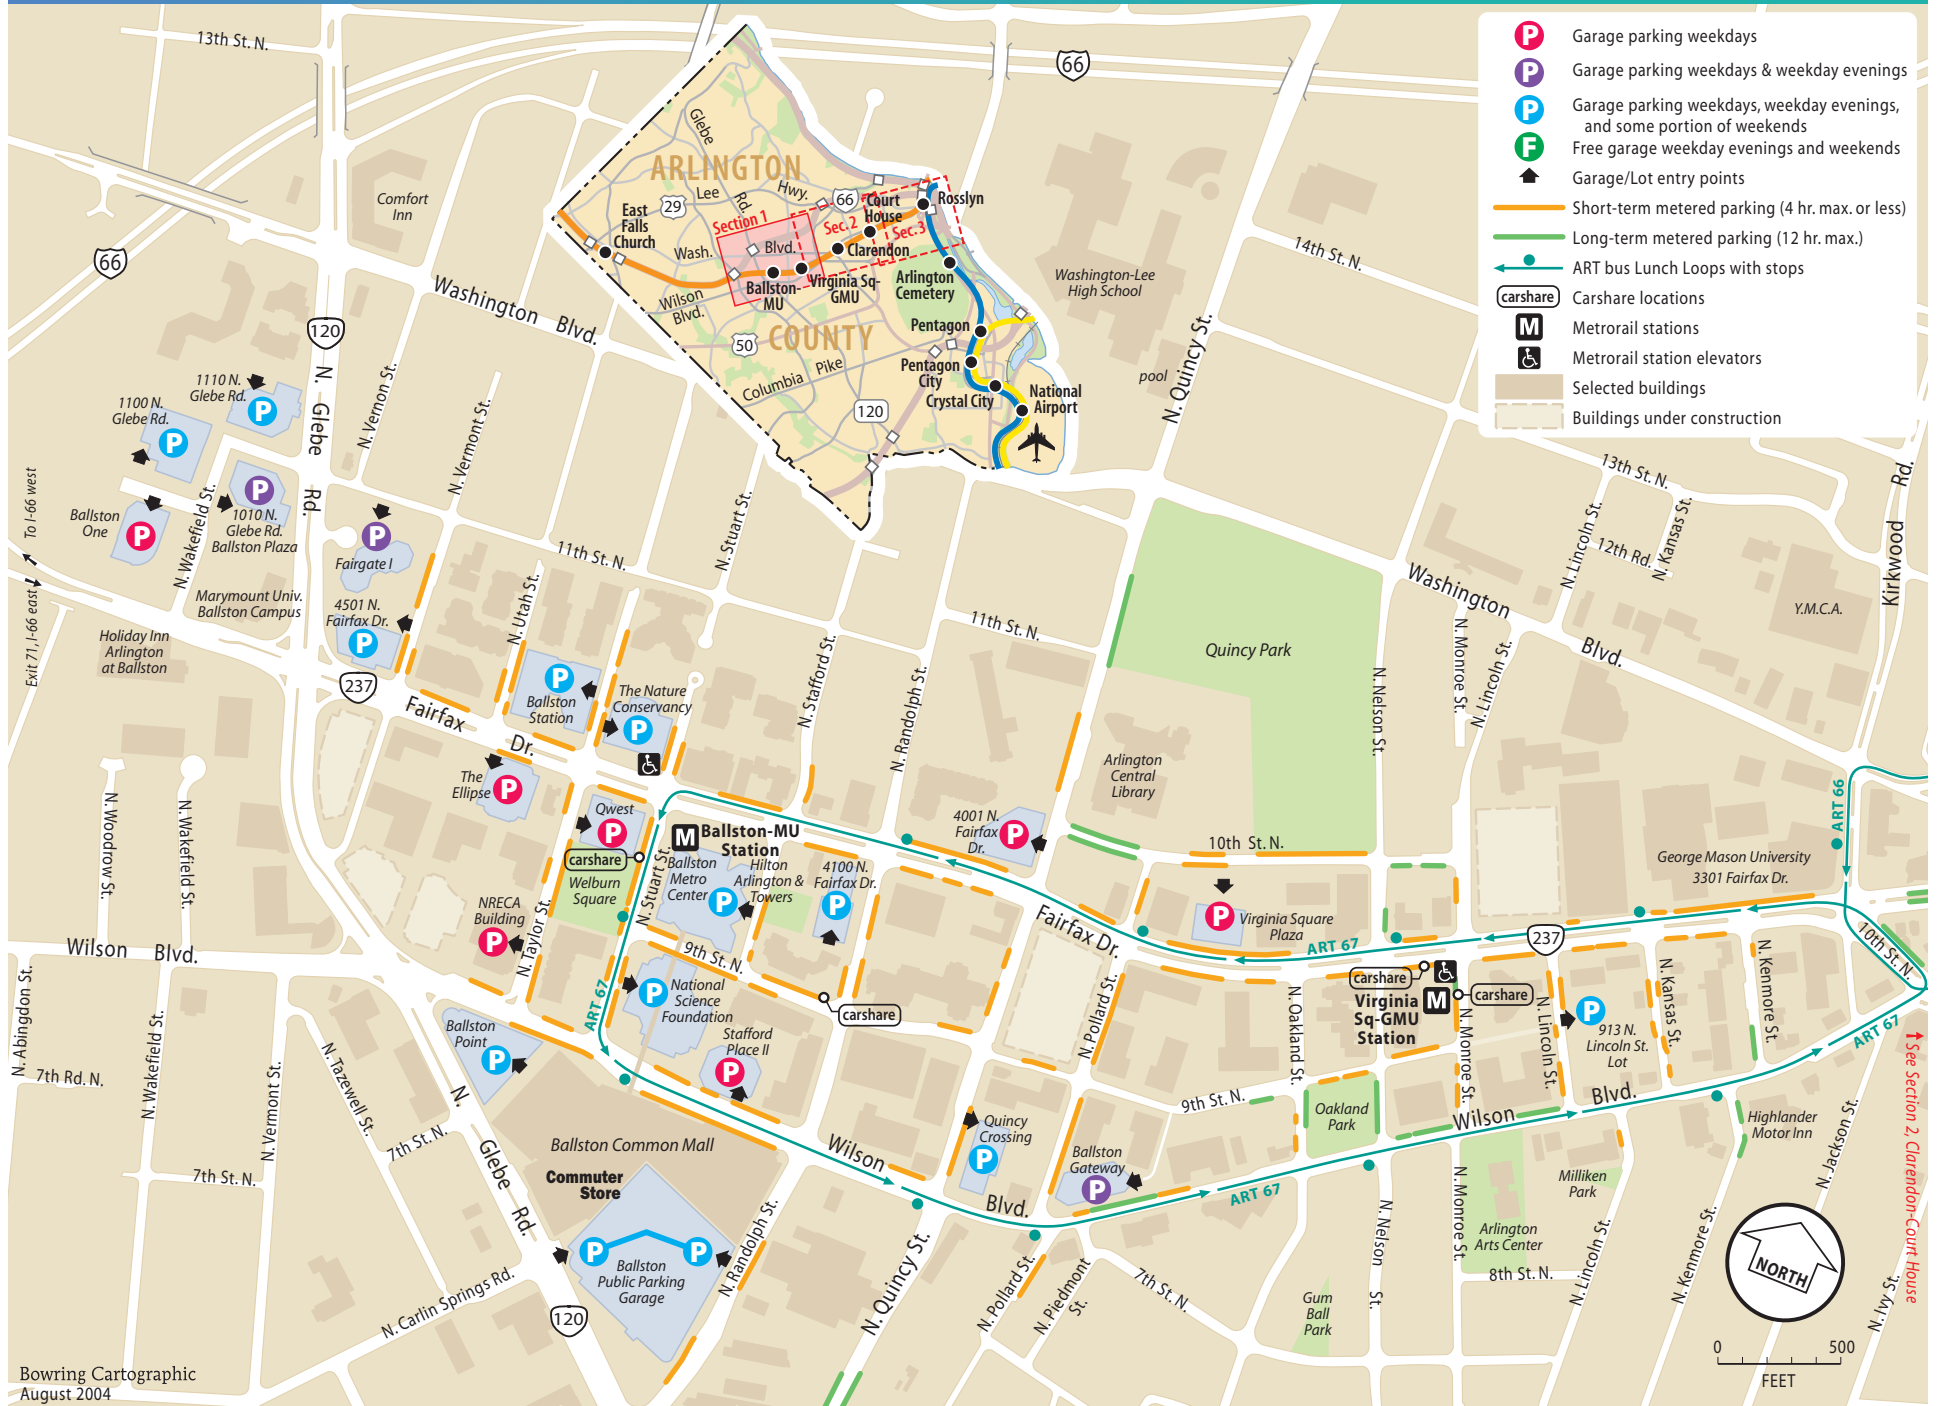 13th St. N.
66
66
Garage parking weekdays
Garage parking weekdays & weekday evenings
Garage parking weekdays, weekday evenings,
and some portion of weekends
Free garage weekday evenings and weekends
Garage/Lot entry points
Short-term metered parking (4 hr. max. or less)
Long-term metered parking (12 hr. max.)
ART bus Lunch Loops with stops
carshare
Carshare locations
M
Metrorail stations
Metrorail station elevators
Selected buildings
Buildings under construction
P
P
P
F
ARLINGTON
COUNTY
Glebe
Rd.
Lee
Hwy.
29
66
East
Falls
Church
Section 1
Sec. 2
Sec. 3
Court
House
Rosslyn
Wash.
Blvd.
Clarendon
Ballston-
MU
Virginia Sq-
GMU
Arlington
Cemetery
Wilson
Blvd.
50
Pentagon
Columbia Pike
Pentagon
City
Crystal City
National
Airport
120
Comfort
Inn
Washington Blvd.
Washington-Lee
High School
pool
14th St. N.
N. Quincy St.
120
N. Glebe Rd.
N. Vernon St.
N. Vermont St.
1110 N.
Glebe Rd.
P
1100 N.
Glebe Rd.
P
Ballston
One
P
N. Wakefield St.
P
1010 N.
Glebe Rd.
Ballston Plaza
P
Fairgate I
Marymount Univ.
Ballston Campus
4501 N.
Fairfax Dr.
P
To I-66 west
Exit 71, I-66 east
Holiday Inn
Arlington
at Ballston
237
Fairfax Dr.
11th St. N.
N. Utah St.
N. Stuart St.
P
Ballston
Station
The Nature
Conservancy
P
N. Stafford St.
N. Randolph St.
11th St. N.
Quincy Park
Washington Blvd.
13th St. N.
12th Rd.
N. Lincoln St.
N. Kansas St.
Kirkwood Rd.
Y.M.C.A.
N. Nelson St.
N. Monroe St.
N. Lincoln St.
Arlington
Central
Library
The
Ellipse
P
Qwest
P
carshare
Welburn
Square
M
Ballston-MU
Station
N. Stuart St.
Ballston
Metro
Center
P
Hilton
Arlington &
Towers
4100 N.
Fairfax Dr.
P
4001 N.
Fairfax
Dr.
P
10th St. N.
ART 66
George Mason University
3301 Fairfax Dr.
N. Woodrow St.
N. Wakefield St.
NRECA
Building
P
N. Taylor St.
9th St. N.
Fairfax Dr.
P
Virginia Square
Plaza
ART 67
237
10th St. N.
Wilson Blvd.
ART 67
P
National
Science
Foundation
carshare
N. Pollard St.
N. Oakland St.
carshare
Virginia
Sq-GMU
Station
M
carshare
N. Monroe St.
N. Lincoln St.
P
913 N.
Lincoln St.
Lot
N. Kansas St.
N. Kenmore St.
ART 67
See Section 2, Clarendon-Court House
N. Abingdon St.
7th Rd. N.
N. Wakefield St.
N. Vermont St.
N. Tazewell St.
Ballston
Point
P
Stafford
Place II
P
7th St. N.
7th St. N.
N. Glebe Rd.
Ballston Common Mall
Commuter
Store
Wilson Blvd.
Quincy
Crossing
P
Ballston
Gateway
P
9th St. N.
Oakland
Park
Wilson Blvd.
ART 67
Highlander
Motor Inn
N. Jackson St.
Milliken
Park
Arlington
Arts Center
N. Nelson St.
N. Monroe St.
8th St. N.
N. Lincoln St.
N. Kenmore St.
N. Ivy St.
P
P
Ballston
Public Parking
Garage
N. Randolph St.
N. Carlin Springs Rd.
120
N. Quincy St.
N. Pollard St.
N. Piedmont
St.
7th St. N.
Gum
Ball
Park
NORTH
0
500
FEET
Bowring Cartographic
August 2004